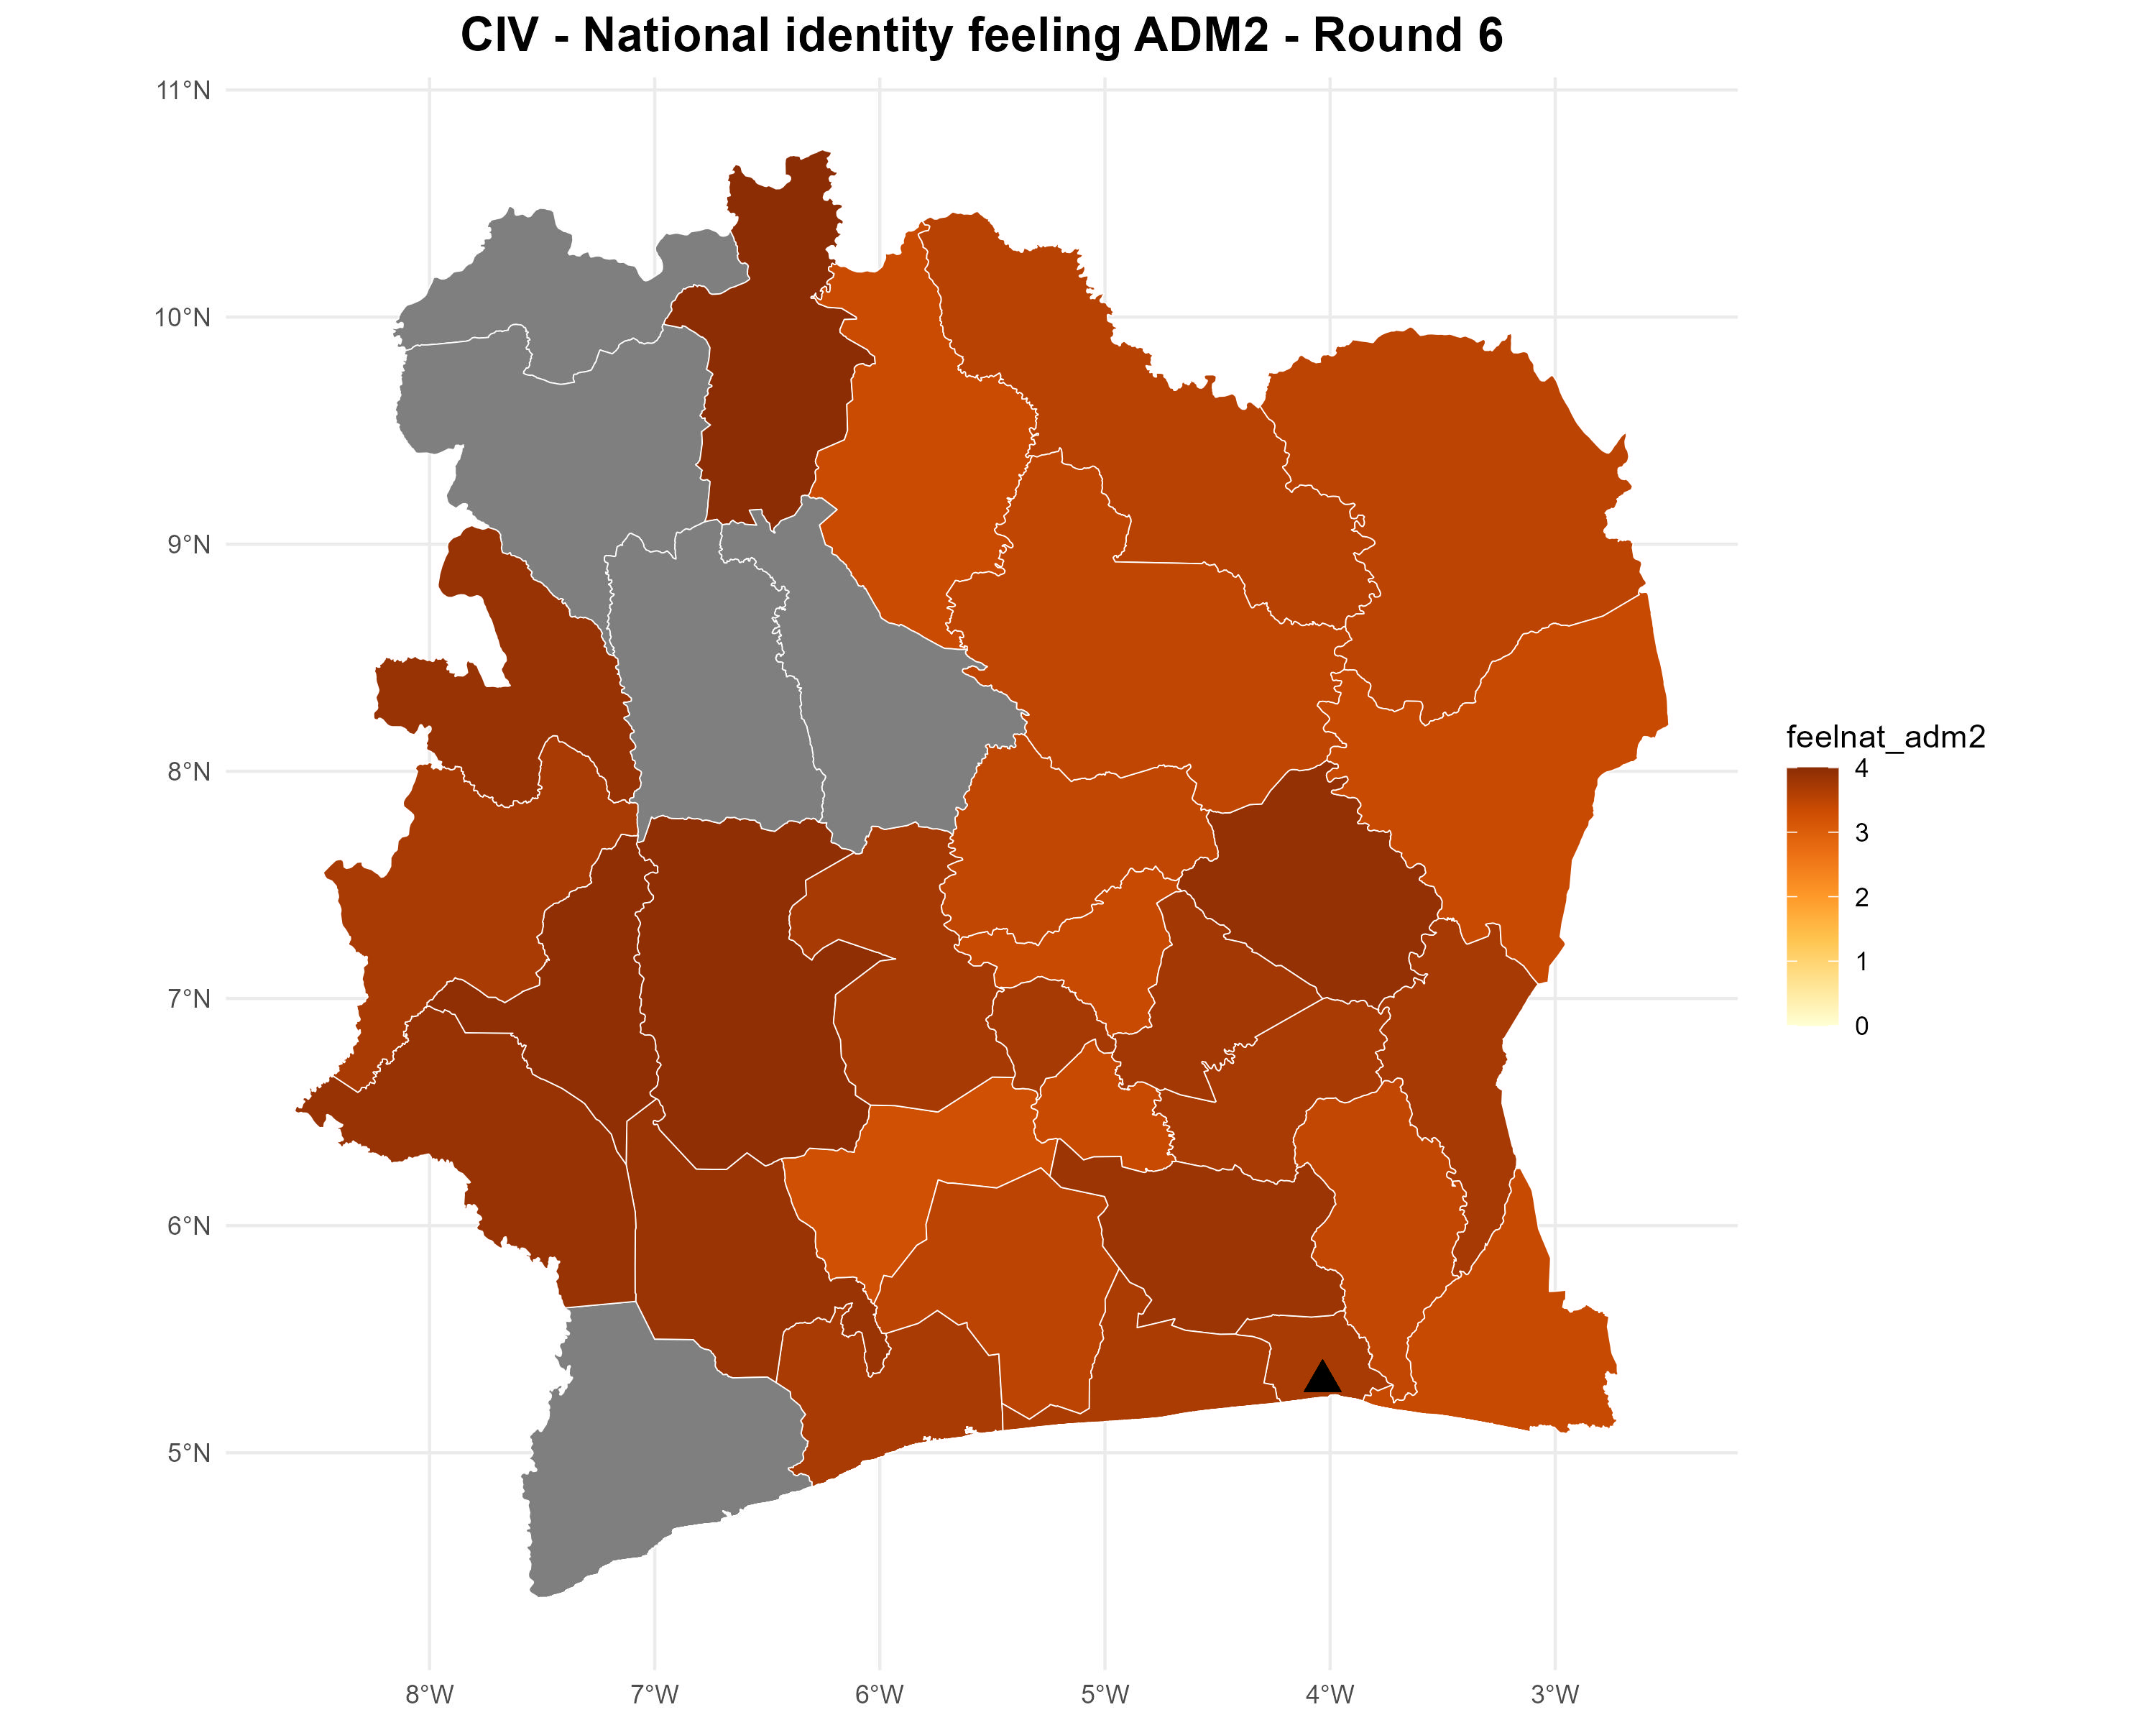 CIV - National identity feeling ADM2 - Round 6
11°N
10°N
9°N
8°N
7°N
6°N
5°N
8°W 7°W 6°W 5°W 4°W 3°W
feelnat_adm2
4
3
2
1
0